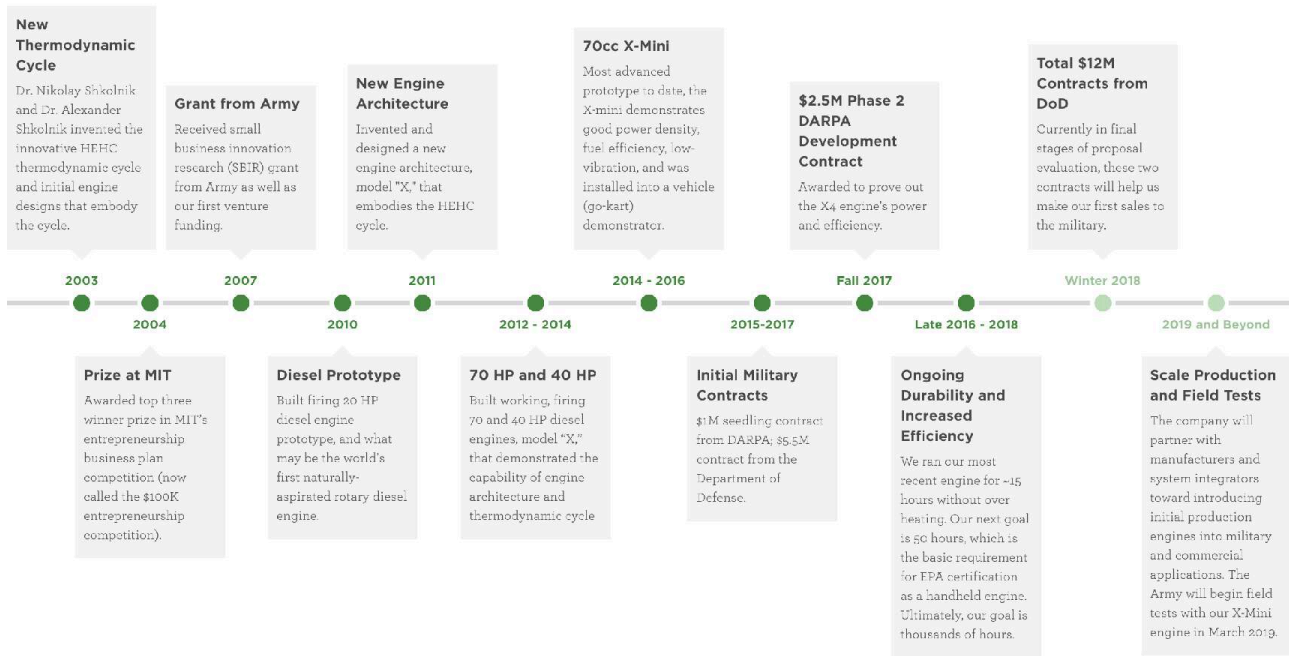 New
Thermodynamic
Cycle
Dr. Nikolay Shkolnik
and Dr. Alexander
Shkolnik invented the
innovative HEHC
thermodynamic cycle
and initial engine
designs that embody
the cycle.
2003
2004
Prize at MIT
Awarded top three
winner prize in MIT's
entrepreneurship
business plan
competition (now
called the $100K
entrepreneurship
competition).
Grant from Army
Received small
business innovation
research (SBIR) grant
from Army as well as
our first venture
funding.
2007
2010
Diesel Prototype
Built firing 20 HP
diesel engine
prototype, and what
may be the world's
first naturally-
aspirated rotary diesel
engine.
New Engine
Architecture
Invented and
designed a new
engine architecture,
model "X," that
embodies the HEHC
cycle.
2011
2012 - 2014
70 HP and 40 HP
Built working, firing
70 and 40 HP diesel
engines, model “X,”
that demonstrated the
capability of engine
architecture and
thermodynamic cycle
70cc X-Mini
Most advanced
prototype to date, the
X-mini demonstrates
good power density,
fuel efficiency, low-
vibration, and was
installed into a vehicle
(go-kart)
demonstrator.
2014 - 2016
2015-2017
Initial Military
Contracts
$1M seedling contract
from DARPA; $5.5M
contract from the
Department of
Defense.
$2.5M Phase 2
DARPA
Development
Contract
Awarded to prove out
the X4 engine's power
and efficiency.
Fall 2017
Late 2016 - 2018
Ongoing
Durability and
Increased
Efficiency
We ran our most
recent engine for ~15
hours without over
heating. Our next goal
is 50 hours, which is
the basic requirement
for EPA certification
as a handheld engine.
Ultimately, our goal is
thousands of hours.
Total $12M
Contracts from
DoD
Currently in final
stages of proposal
evaluation, these two
contracts will help us
make our first sales to
the military.
Winter 2018
2019 and Beyond
Scale Production
and Field Tests
The company will
partner with
manufacturers and
system integrators
toward introducing
initial production
engines into military
and commercial
applications. The
Army will begin field
tests with our X-Mini
engine in March 2019.